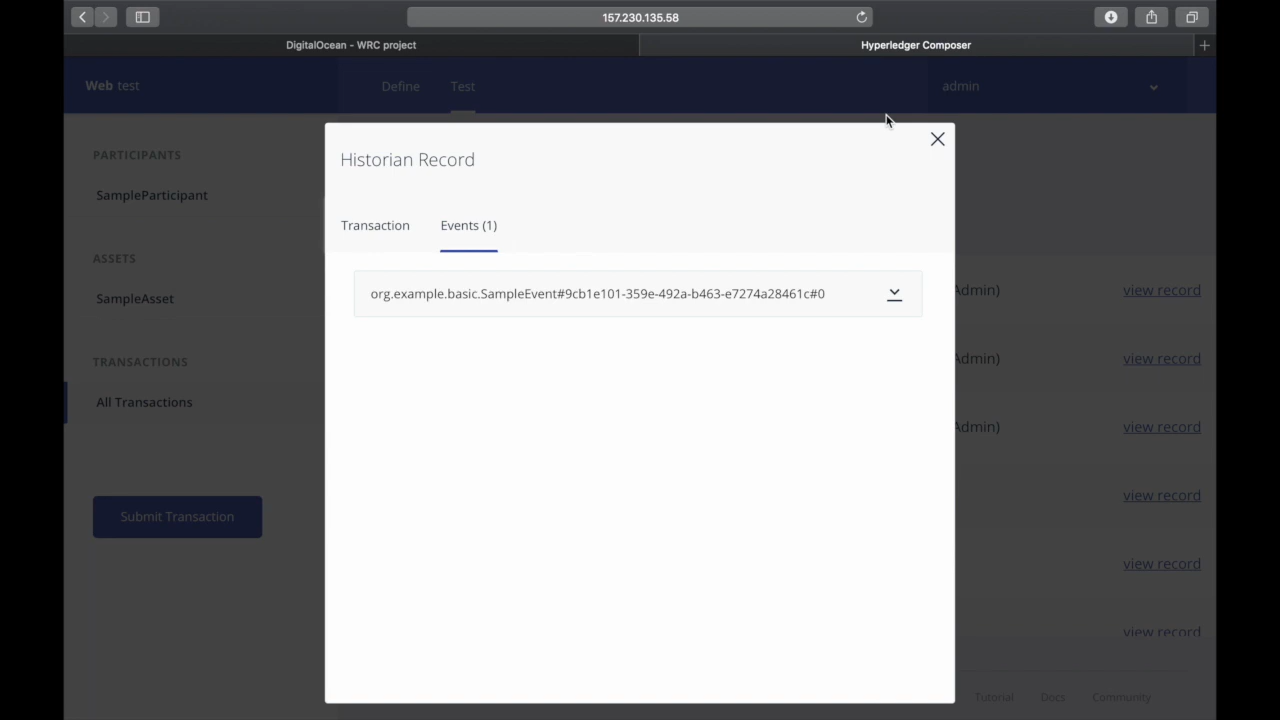 157.230.135.58
DigitalOcean - WRC project
Hyperledger Composer
Web test
Define
Test
admin
Historian Record
Transaction
Events (1)
org.example.basic.SampleEvent#9cb1e101-359e-492a-b463-e7274a28461c#0
PARTICIPANTS
SampleParticipant
ASSETS
SampleAsset
TRANSACTIONS
All Transactions
Submit Transaction
Admin)
view record
Admin)
view record
Admin)
view record
view record
view record
view record
Tutorial
Docs
Community